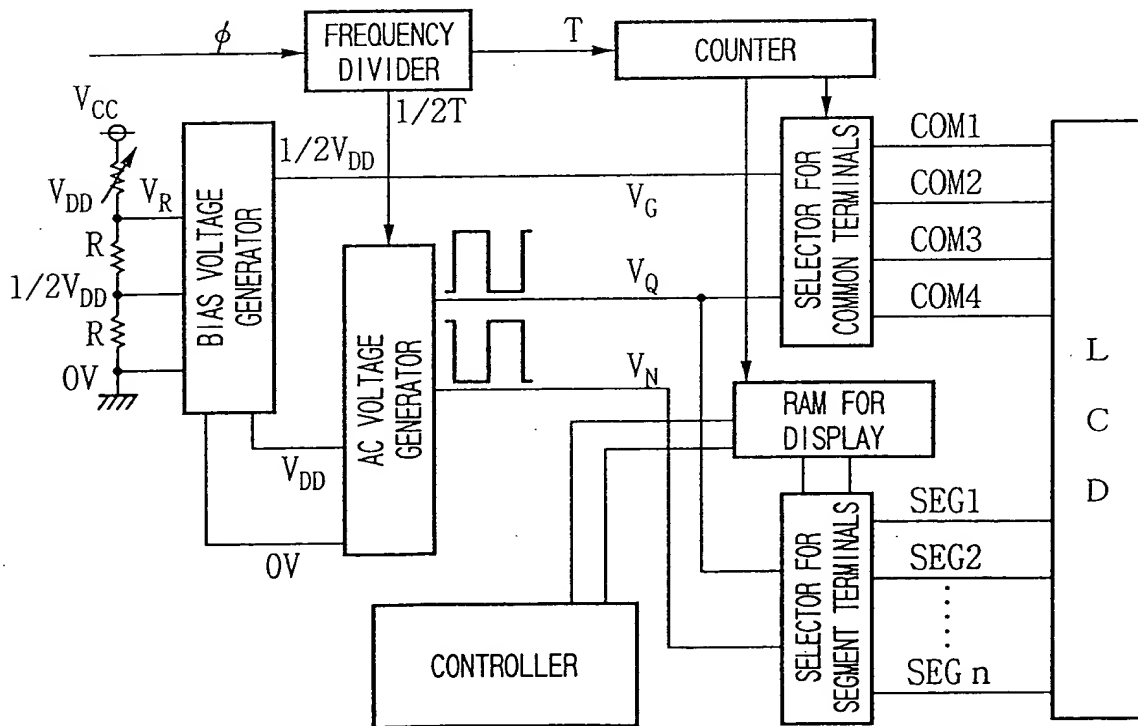 ϕ
FREQUENCY
DIVIDER
T
COUNTER
1/2T
V_CC
V_DD
V_R
R
1/2V_DD
R
0V
BIAS VOLTAGE
GENERATOR
1/2V_DD
V_G
V_Q
V_N
AC VOLTAGE
GENERATOR
V_DD
0V
SELECTOR FOR
COMMON TERMINALS
COM1
COM2
COM3
COM4
RAM FOR
DISPLAY
SELECTOR FOR
SEGMENT TERMINALS
SEG1
SEG2
SEG n
CONTROLLER
L
C
D